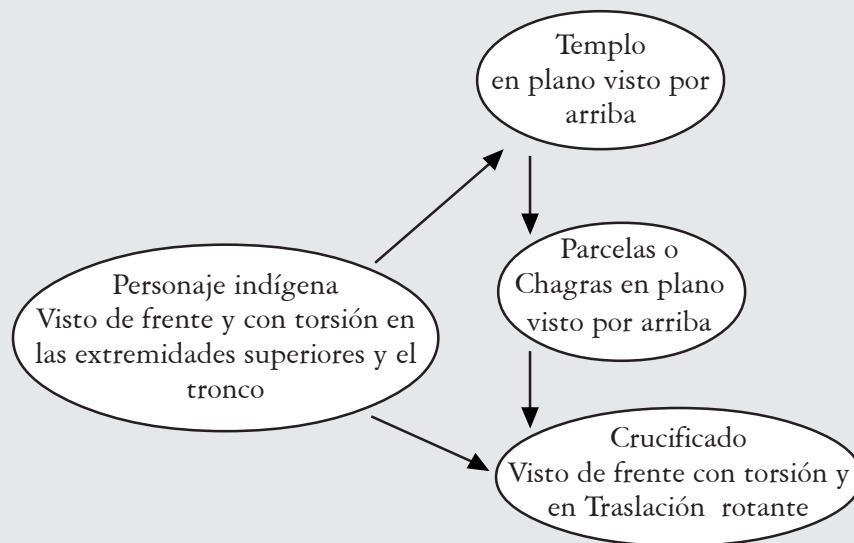 Templo
en plano visto por
arriba
Parcelas o
Chagras en plano
visto por arriba
Personaje indígena
Visto de frente y con torsión en
las extremidades superiores y el
tronco
Crucificado
Visto de frente con torsión y
en Traslación rotante